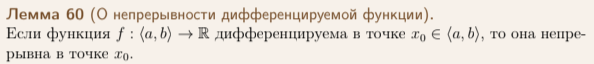 Лемма 60 (О непрерывности дифференцируемой функции).
Если функция f : ⟨a, b⟩ → ℝ дифференцируема в точке x₀ ∈ ⟨a, b⟩, то она непре-
рывна в точке x₀.